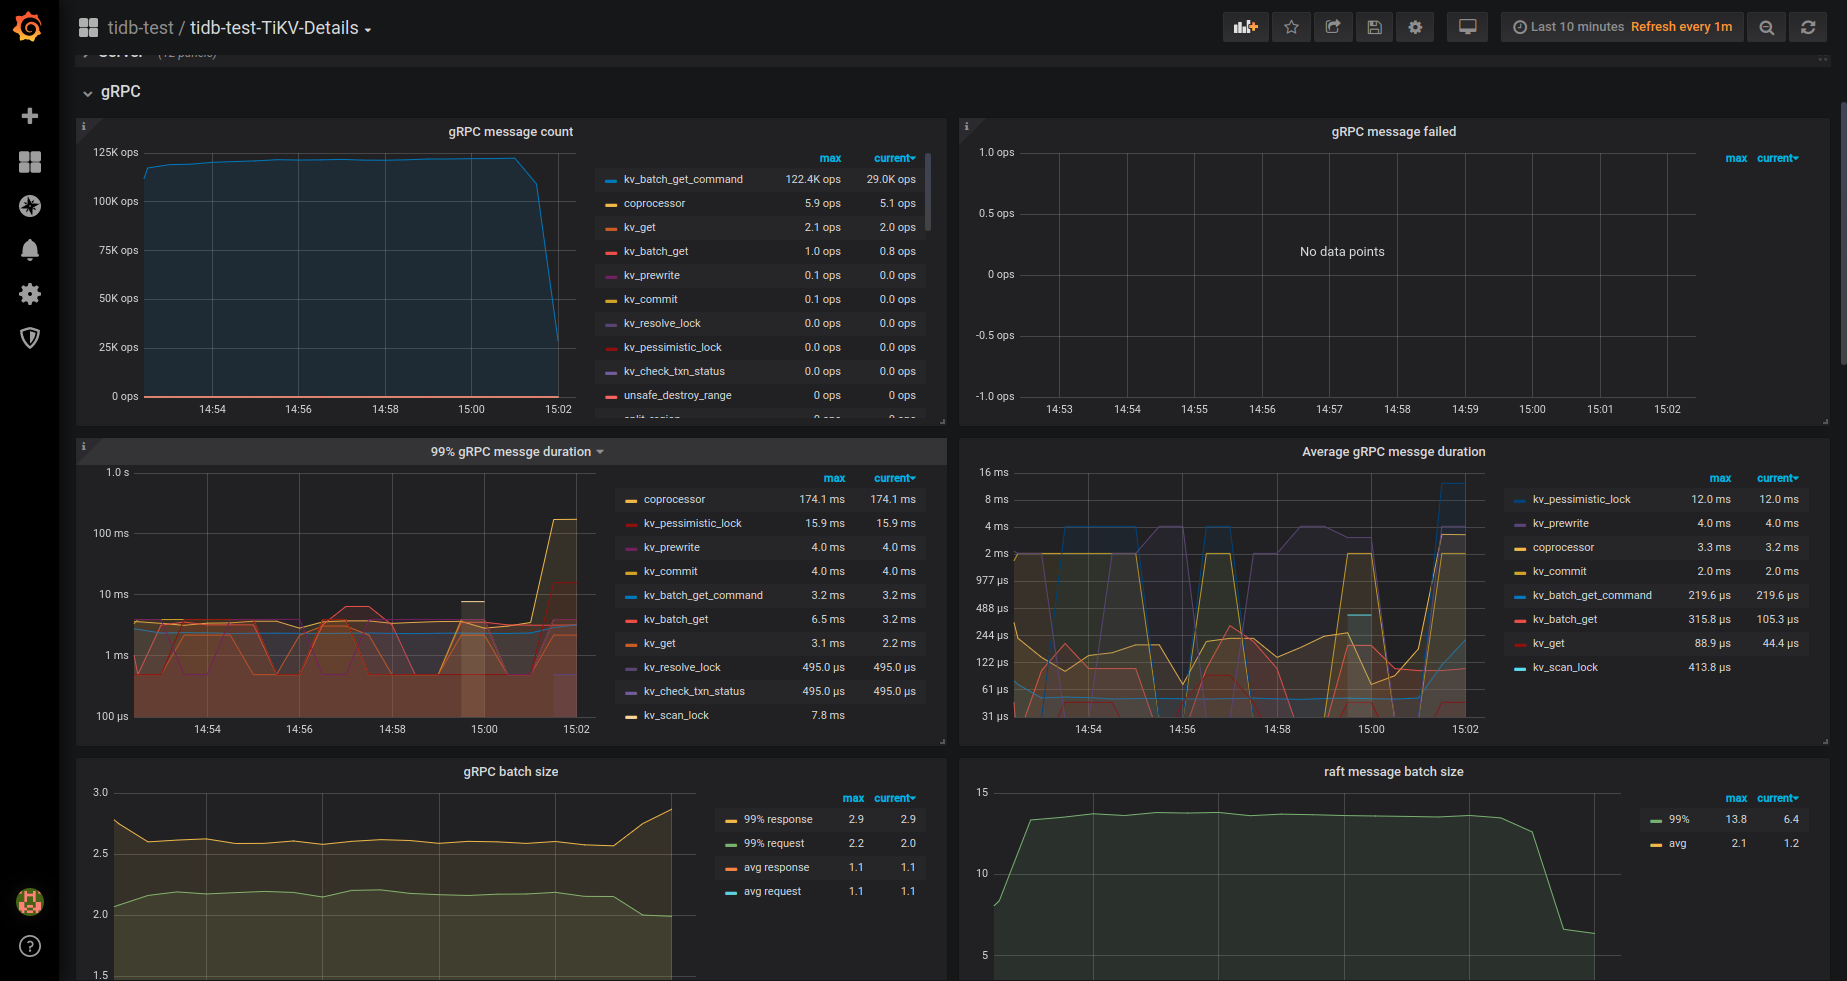 tidb-test / tidb-test-TiKV-Details
Last 10 minutes Refresh every 1m
Server (12 panels)
gRPC
gRPC message count
125K ops
100K ops
75K ops
50K ops
25K ops
0 ops
14:54 14:56 14:58 15:00 15:02
max current
kv_batch_get_command 122.4K ops 29.0K ops
coprocessor 5.9 ops 5.1 ops
kv_get 2.1 ops 2.0 ops
kv_batch_get 1.0 ops 0.8 ops
kv_prewrite 0.1 ops 0.0 ops
kv_commit 0.1 ops 0.0 ops
kv_resolve_lock 0.0 ops 0.0 ops
kv_pessimistic_lock 0.0 ops 0.0 ops
kv_check_txn_status 0.0 ops 0.0 ops
unsafe_destroy_range 0 ops 0 ops
split_region 0 ops 0 ops
gRPC message failed
1.0 ops
0.5 ops
0 ops
-0.5 ops
-1.0 ops
No data points
14:53 14:54 14:55 14:56 14:57 14:58 14:59 15:00 15:01 15:02
max current
99% gRPC messge duration
1.0 s
100 ms
10 ms
1 ms
100 µs
14:54 14:56 14:58 15:00 15:02
max current
coprocessor 174.1 ms 174.1 ms
kv_pessimistic_lock 15.9 ms 15.9 ms
kv_prewrite 4.0 ms 4.0 ms
kv_commit 4.0 ms 4.0 ms
kv_batch_get_command 3.2 ms 3.2 ms
kv_batch_get 6.5 ms 3.2 ms
kv_get 3.1 ms 2.2 ms
kv_resolve_lock 495.0 µs 495.0 µs
kv_check_txn_status 495.0 µs 495.0 µs
kv_scan_lock 7.8 ms
Average gRPC messge duration
16 ms
8 ms
4 ms
2 ms
977 µs
488 µs
244 µs
122 µs
61 µs
31 µs
14:54 14:56 14:58 15:00 15:02
max current
kv_pessimistic_lock 12.0 ms 12.0 ms
kv_prewrite 4.0 ms 4.0 ms
coprocessor 3.3 ms 3.2 ms
kv_commit 2.0 ms 2.0 ms
kv_batch_get_command 219.6 µs 219.6 µs
kv_batch_get 315.8 µs 105.3 µs
kv_get 88.9 µs 44.4 µs
kv_scan_lock 413.8 µs
gRPC batch size
3.0
2.5
2.0
1.5
max current
99% response 2.9 2.9
99% request 2.2 2.0
avg response 1.1 1.1
avg request 1.1 1.1
raft message batch size
15
10
5
max current
99% 13.8 6.4
avg 2.1 1.2